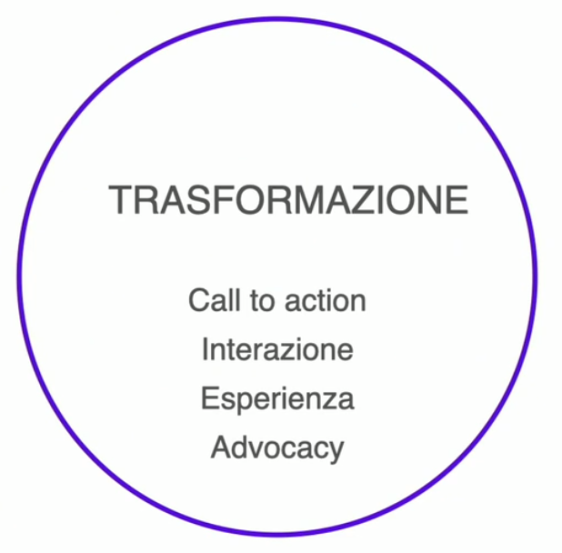 TRASFORMAZIONE
Call to action
Interazione
Esperienza
Advocacy